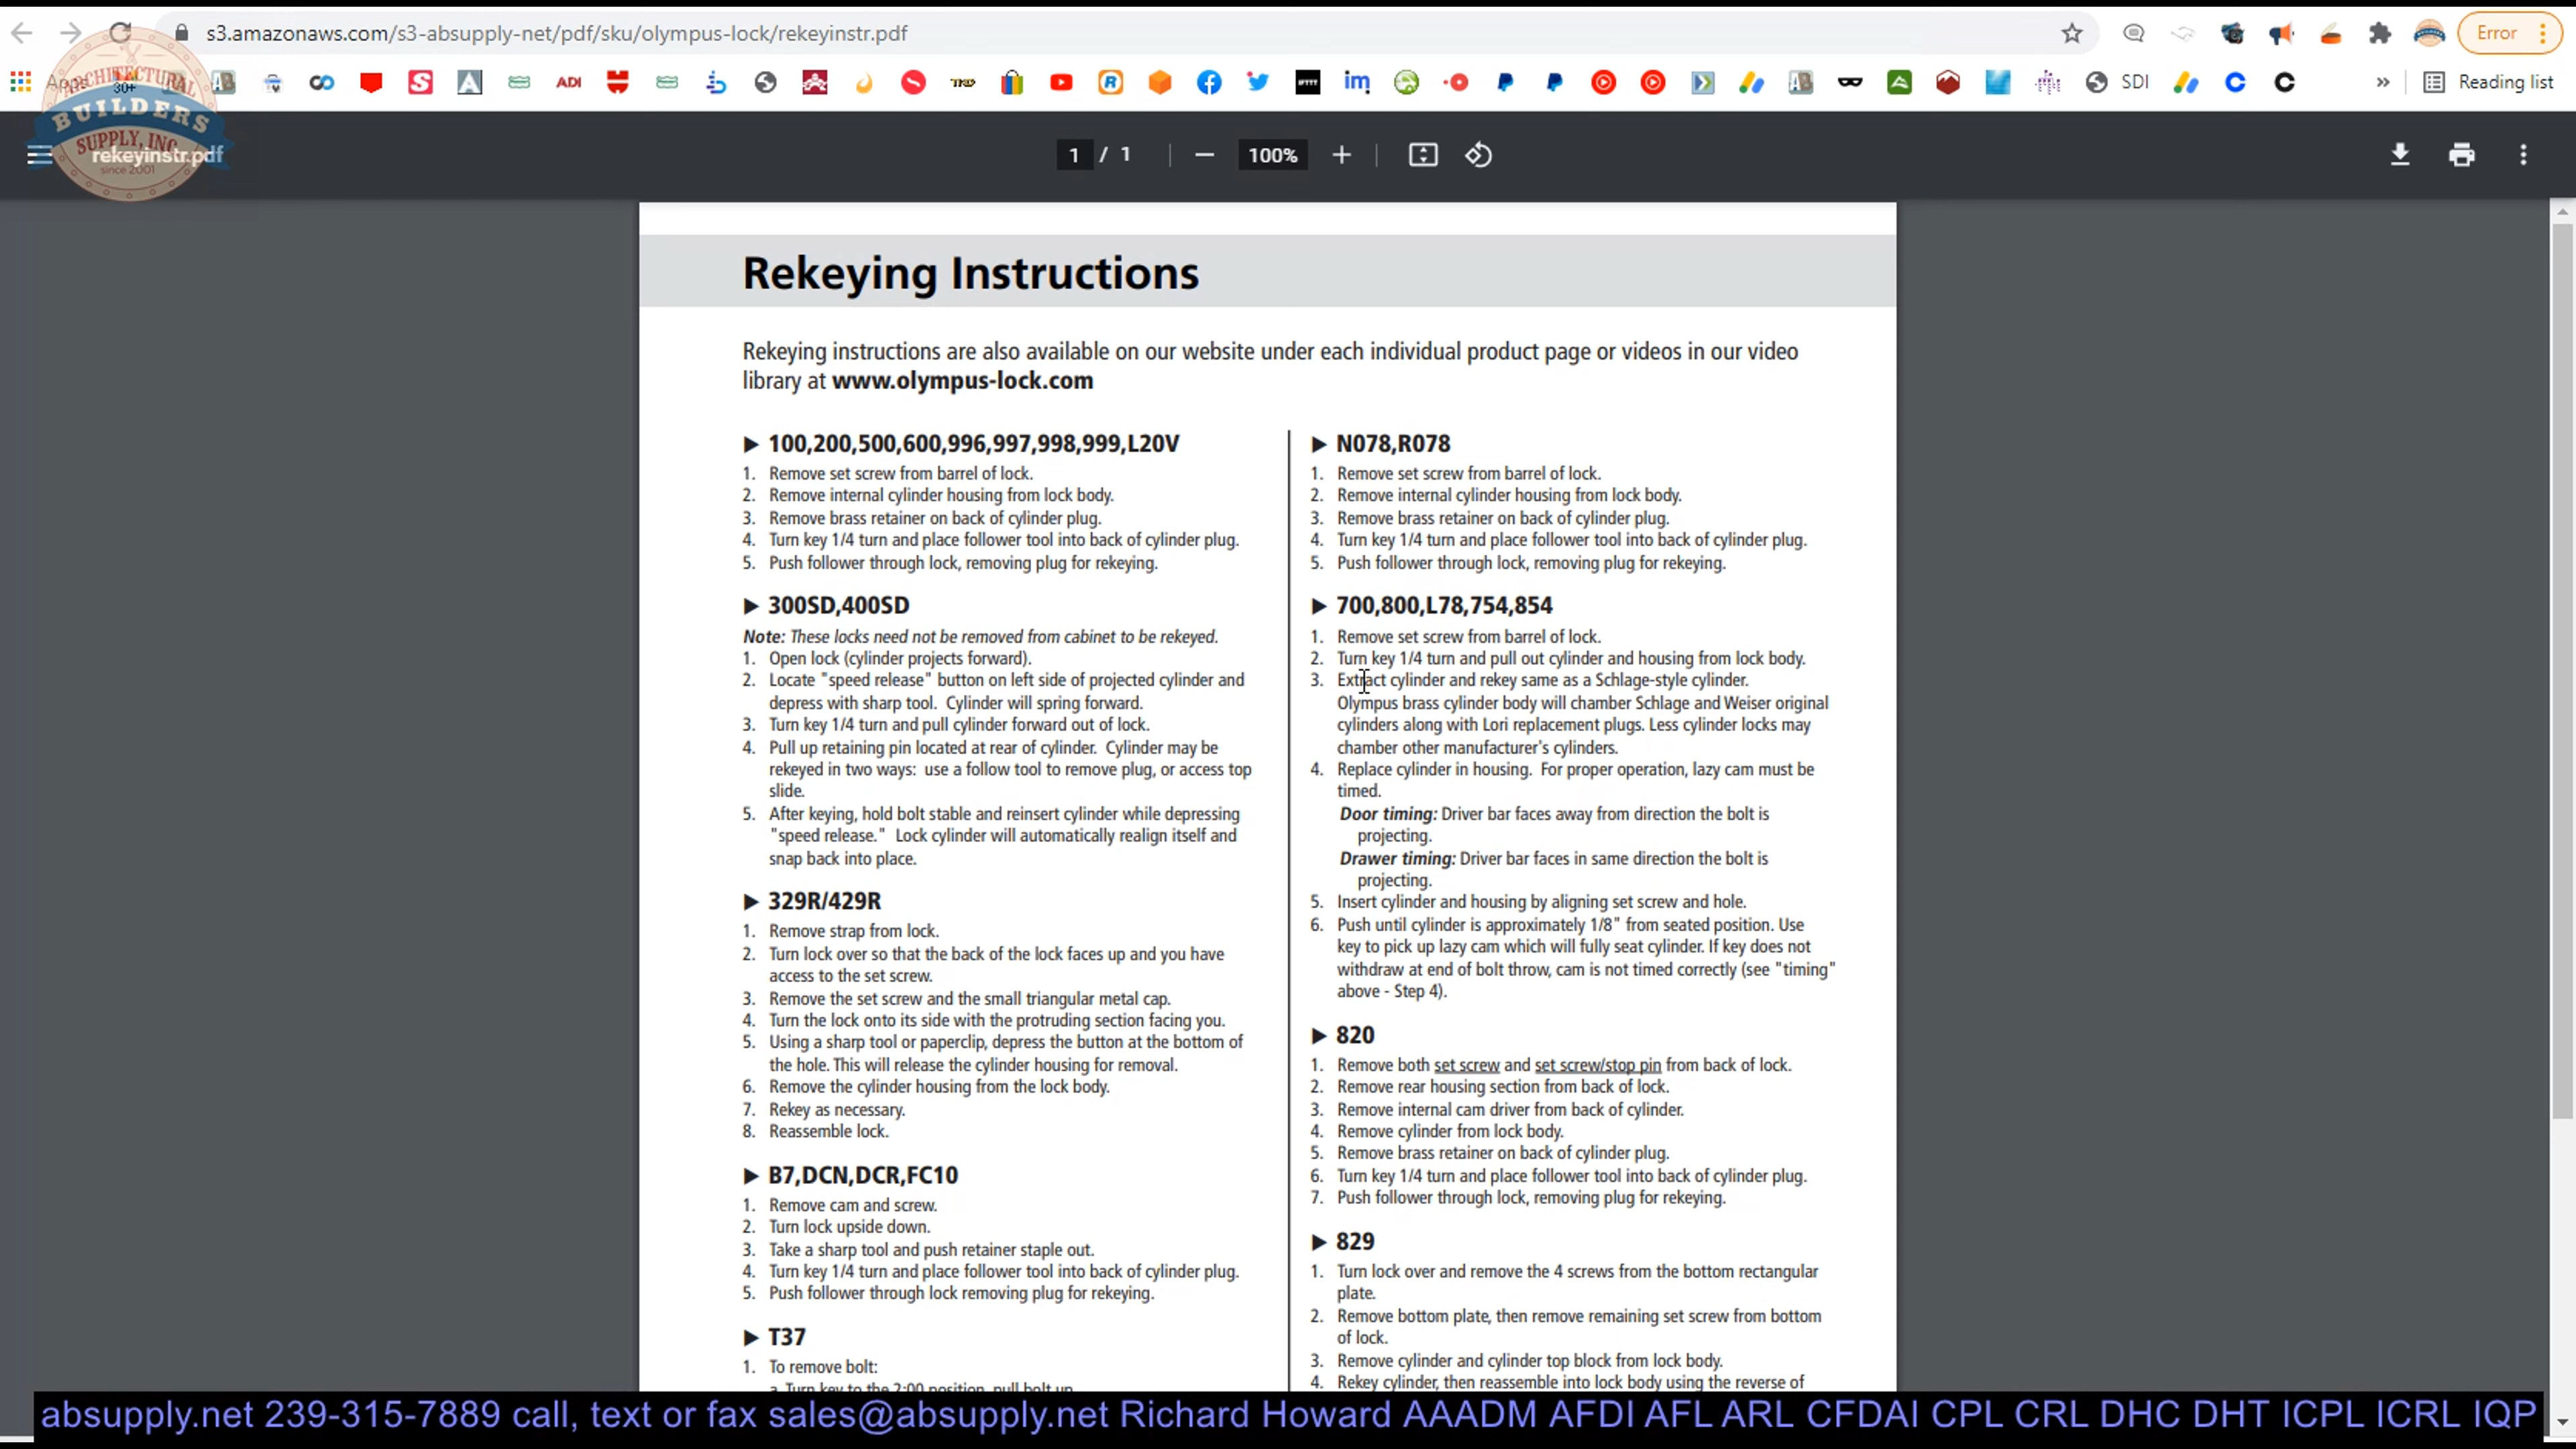 s3.amazonaws.com/s3-absupply-net/pdf/sku/olympus-lock/rekeyinstr.pdf
Error
Apps
30+
ADI
SDI
Reading list
ARCHITECTURAL
BUILDERS
SUPPLY, INC
since 2001
rekeyinstr.pdf
1 / 1
100%
Rekeying Instructions
Rekeying instructions are also available on our website under each individual product page or videos in our video
library at www.olympus-lock.com
▶ 100,200,500,600,996,997,998,999,L20V
1. Remove set screw from barrel of lock.
2. Remove internal cylinder housing from lock body.
3. Remove brass retainer on back of cylinder plug.
4. Turn key 1/4 turn and place follower tool into back of cylinder plug.
5. Push follower through lock, removing plug for rekeying.
▶ 300SD,400SD
Note: These locks need not be removed from cabinet to be rekeyed.
1. Open lock (cylinder projects forward).
2. Locate "speed release" button on left side of projected cylinder and
depress with sharp tool. Cylinder will spring forward.
3. Turn key 1/4 turn and pull cylinder forward out of lock.
4. Pull up retaining pin located at rear of cylinder. Cylinder may be
rekeyed in two ways: use a follow tool to remove plug, or access top
slide.
5. After keying, hold bolt stable and reinsert cylinder while depressing
"speed release." Lock cylinder will automatically realign itself and
snap back into place.
▶ 329R/429R
1. Remove strap from lock.
2. Turn lock over so that the back of the lock faces up and you have
access to the set screw.
3. Remove the set screw and the small triangular metal cap.
4. Turn the lock onto its side with the protruding section facing you.
5. Using a sharp tool or paperclip, depress the button at the bottom of
the hole. This will release the cylinder housing for removal.
6. Remove the cylinder housing from the lock body.
7. Rekey as necessary.
8. Reassemble lock.
▶ B7,DCN,DCR,FC10
1. Remove cam and screw.
2. Turn lock upside down.
3. Take a sharp tool and push retainer staple out.
4. Turn key 1/4 turn and place follower tool into back of cylinder plug.
5. Push follower through lock removing plug for rekeying.
▶ T37
1. To remove bolt:
a. Turn key to the 2:00 position, pull bolt up
▶ N078,R078
1. Remove set screw from barrel of lock.
2. Remove internal cylinder housing from lock body.
3. Remove brass retainer on back of cylinder plug.
4. Turn key 1/4 turn and place follower tool into back of cylinder plug.
5. Push follower through lock, removing plug for rekeying.
▶ 700,800,L78,754,854
1. Remove set screw from barrel of lock.
2. Turn key 1/4 turn and pull out cylinder and housing from lock body.
3. Extract cylinder and rekey same as a Schlage-style cylinder.
Olympus brass cylinder body will chamber Schlage and Weiser original
cylinders along with Lori replacement plugs. Less cylinder locks may
chamber other manufacturer's cylinders.
4. Replace cylinder in housing. For proper operation, lazy cam must be
timed.
Door timing: Driver bar faces away from direction the bolt is
projecting.
Drawer timing: Driver bar faces in same direction the bolt is
projecting.
5. Insert cylinder and housing by aligning set screw and hole.
6. Push until cylinder is approximately 1/8" from seated position. Use
key to pick up lazy cam which will fully seat cylinder. If key does not
withdraw at end of bolt throw, cam is not timed correctly (see "timing"
above - Step 4).
▶ 820
1. Remove both set screw and set screw/stop pin from back of lock.
2. Remove rear housing section from back of lock.
3. Remove internal cam driver from back of cylinder.
4. Remove cylinder from lock body.
5. Remove brass retainer on back of cylinder plug.
6. Turn key 1/4 turn and place follower tool into back of cylinder plug.
7. Push follower through lock, removing plug for rekeying.
▶ 829
1. Turn lock over and remove the 4 screws from the bottom rectangular
plate.
2. Remove bottom plate, then remove remaining set screw from bottom
of lock.
3. Remove cylinder and cylinder top block from lock body.
4. Rekey cylinder, then reassemble into lock body using the reverse of
absupply.net 239-315-7889 call, text or fax sales@absupply.net Richard Howard AAADM AFDI AFL ARL CFDAI CPL CRL DHC DHT ICPL ICRL IQP